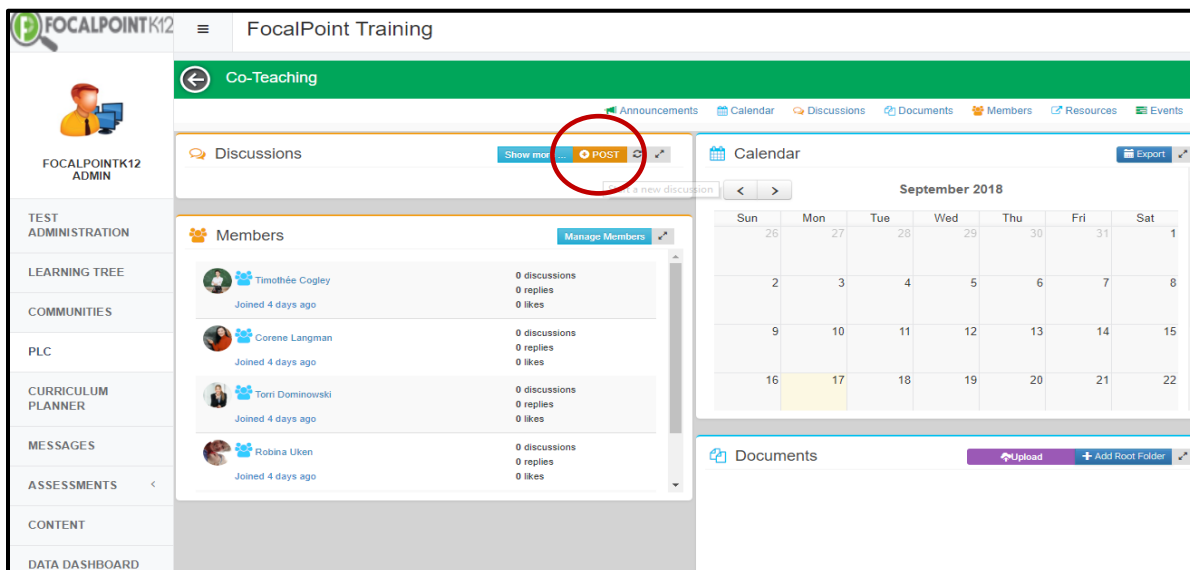 FOCALPOINTK12
FocalPoint Training
FOCALPOINTK12
ADMIN
TEST
ADMINISTRATION
LEARNING TREE
COMMUNITIES
PLC
CURRICULUM
PLANNER
MESSAGES
ASSESSMENTS <
CONTENT
DATA DASHBOARD
Co-Teaching
Announcements Calendar Discussions Documents Members Resources Events
Discussions Show more... POST
a new discussion
Members Manage Members
Timothée Cogley 0 discussions
0 replies
Joined 4 days ago 0 likes
Corene Langman 0 discussions
0 replies
Joined 4 days ago 0 likes
Torri Dominowski 0 discussions
0 replies
Joined 4 days ago 0 likes
Robina Uken 0 discussions
0 replies
Joined 4 days ago 0 likes
Calendar Export
< > September 2018
Sun Mon Tue Wed Thu Fri Sat
26 27 28 29 30 31 1
2 3 4 5 6 7 8
9 10 11 12 13 14 15
16 17 18 19 20 21 22
Documents Upload + Add Root Folder